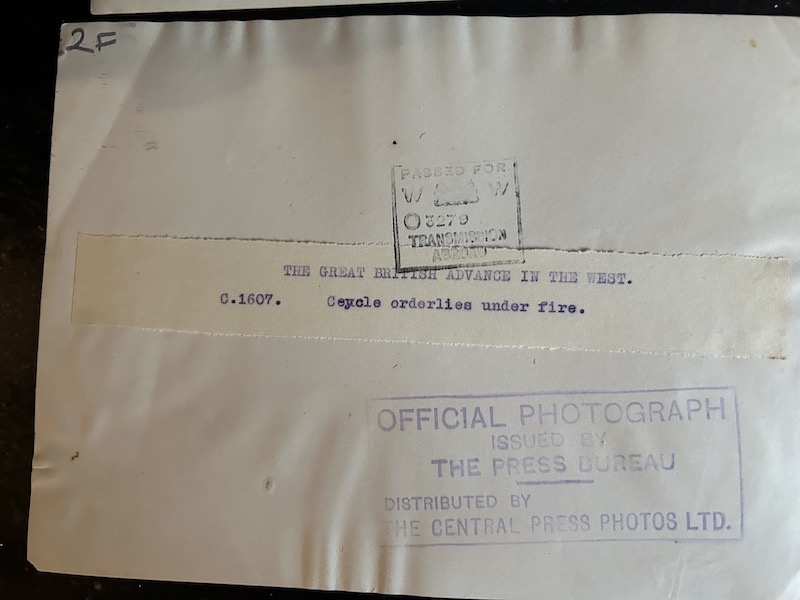 2F
PASSED FOR
W W
3279
TRANSMISSION
ABROAD
THE GREAT BRITISH ADVANCE IN THE WEST.
C.1607. Ceycle orderlies under fire.
OFFICIAL PHOTOGRAPH
ISSUED BY
THE PRESS BUREAU
DISTRIBUTED BY
THE CENTRAL PRESS PHOTOS LTD.